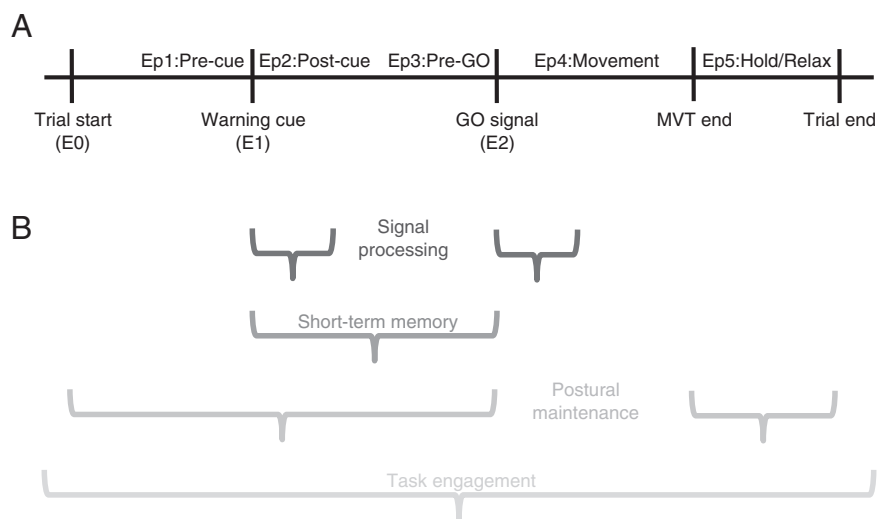 A
Ep1:Pre-cue Ep2:Post-cue Ep3:Pre-GO Ep4:Movement Ep5:Hold/Relax
Trial start Warning cue GO signal MVT end Trial end
(E0) (E1) (E2)
B
Signal
processing
Short-term memory
Postural
maintenance
Task engagement